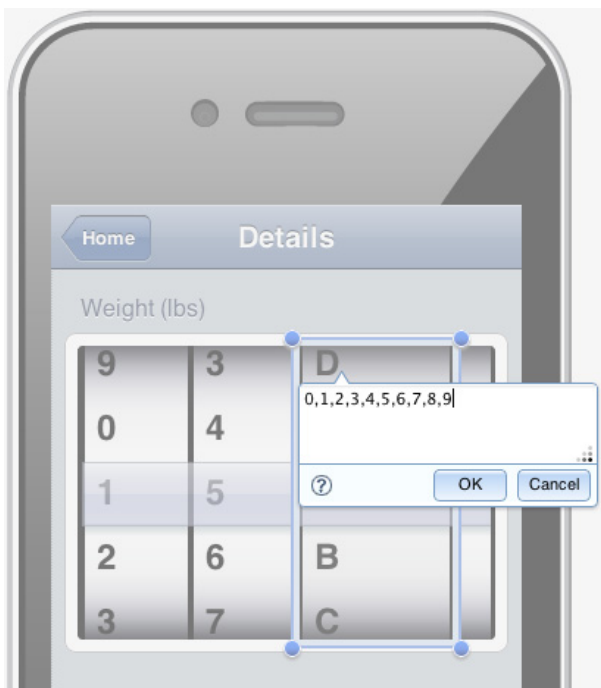 Home
Details
Weight (lbs)
9 3 D
0,1,2,3,4,5,6,7,8,9
0 4
1 5
? OK Cancel
2 6 B
3 7 C